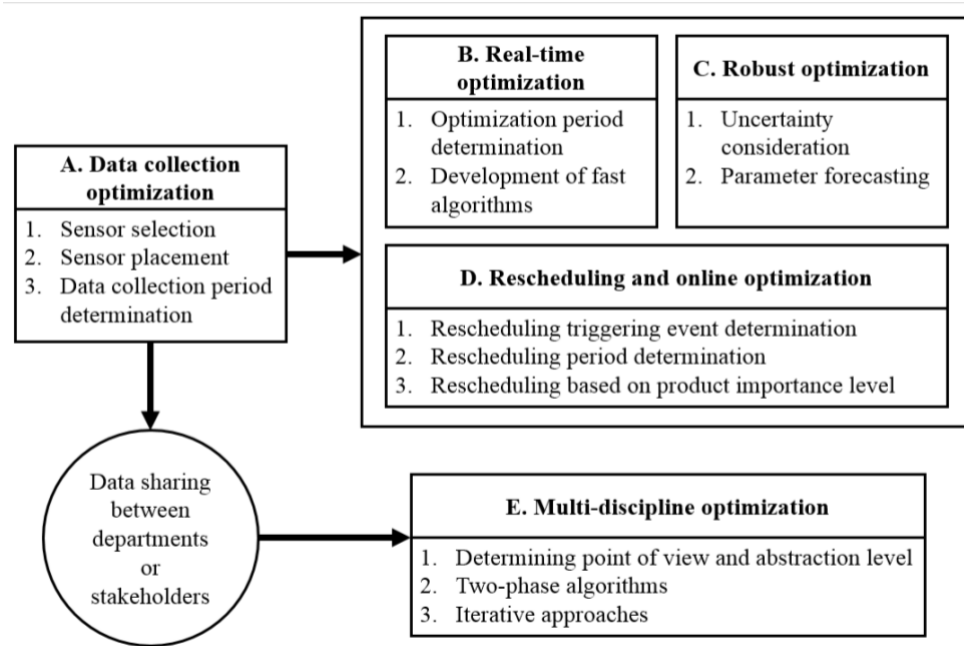 A. Data collection
optimization
1. Sensor selection
2. Sensor placement
3. Data collection period
determination
B. Real-time
optimization
1. Optimization period
determination
2. Development of fast
algorithms
C. Robust optimization
1. Uncertainty
consideration
2. Parameter forecasting
D. Rescheduling and online optimization
1. Rescheduling triggering event determination
2. Rescheduling period determination
3. Rescheduling based on product importance level
Data sharing
between
departments
or
stakeholders
E. Multi-discipline optimization
1. Determining point of view and abstraction level
2. Two-phase algorithms
3. Iterative approaches